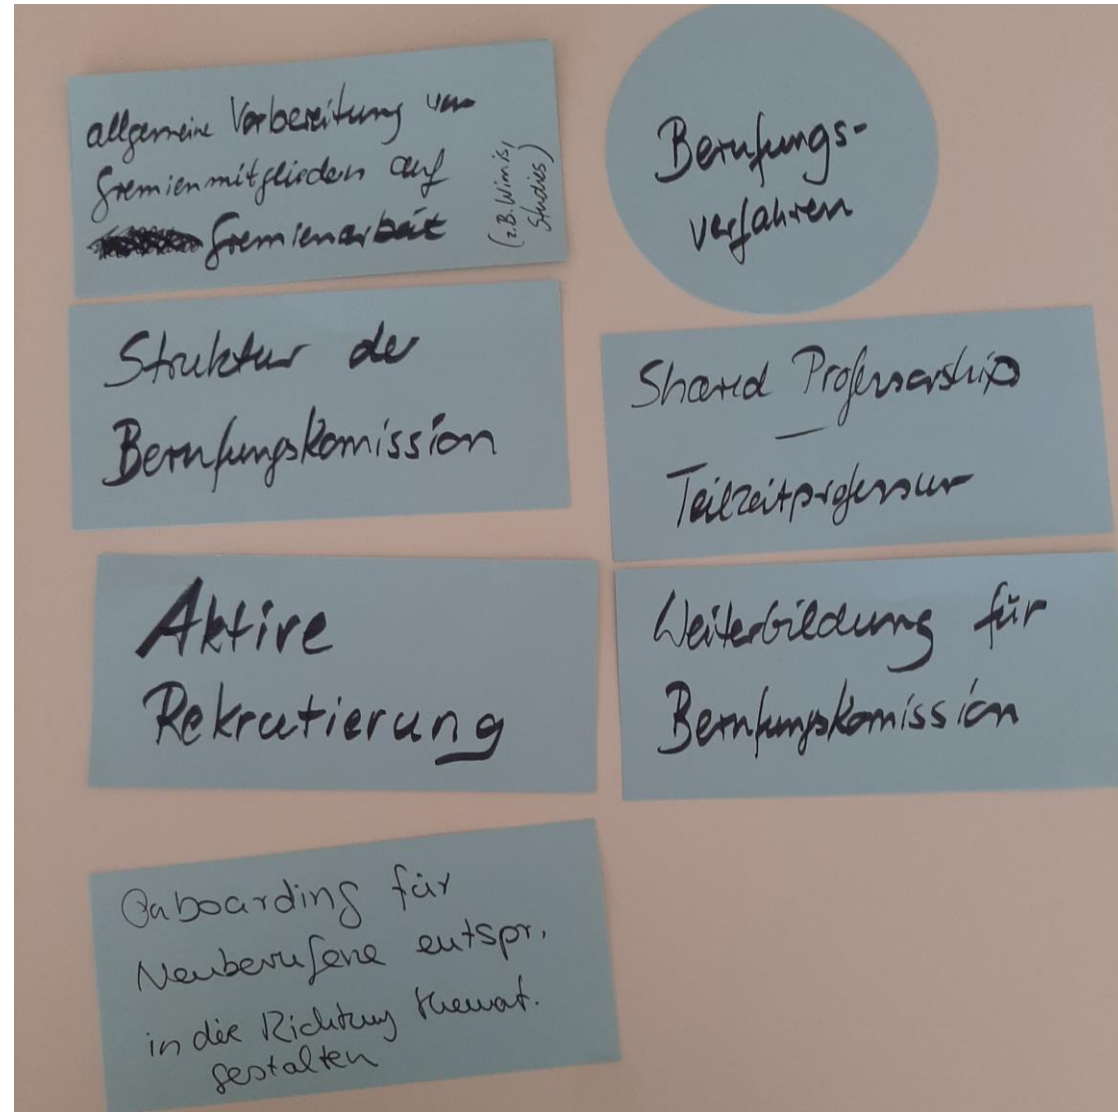 allgemeine Vorbereitung von
Gremienmitgliedern auf
Gremienarbeit
(z.B. Wimis,
Studies)
Berufungs-
verfahren
Struktur der
Berufungskomission
Shared Professorship
—
Teilzeitprofessur
Aktive
Rekrutierung
Weiterbildung für
Berufungskomission
Onboarding für
Neuberufene entspr.
in die Richtung themat.
gestalten